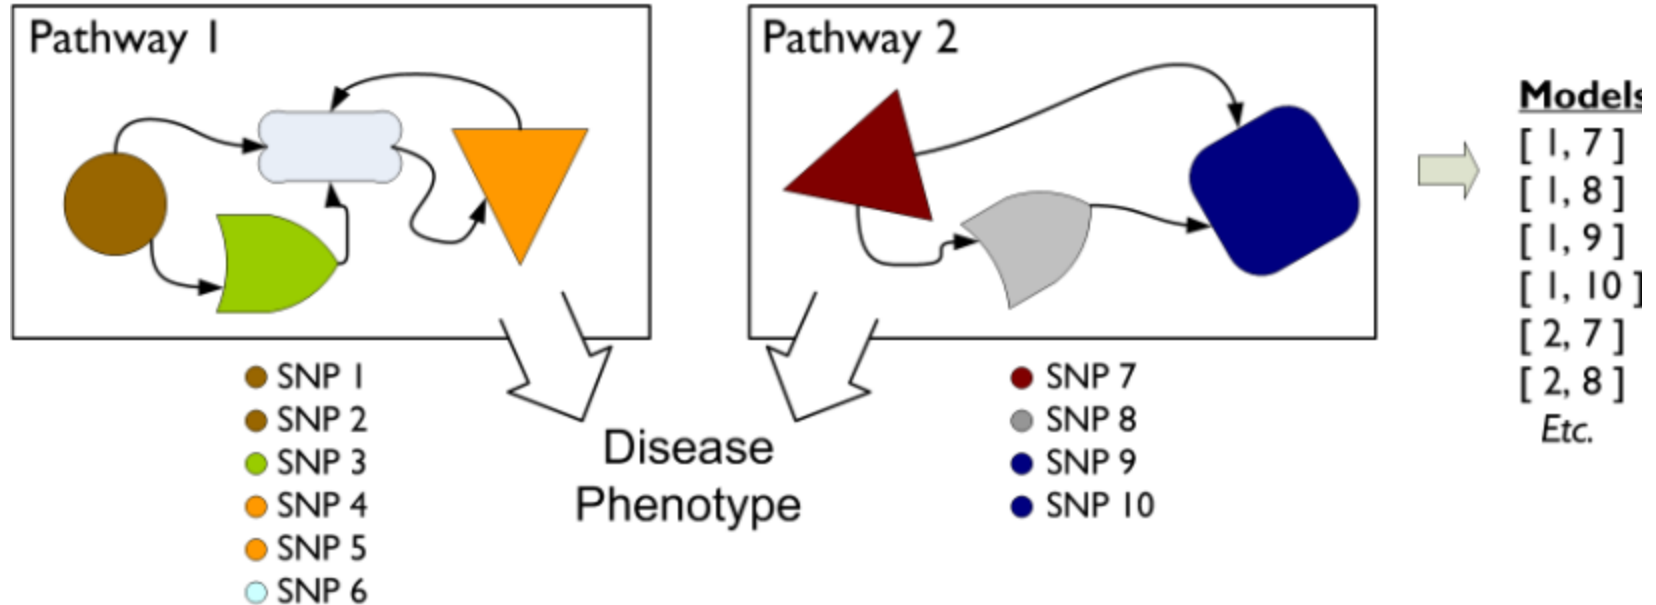 Pathway 1
Pathway 2
SNP 1
SNP 2
SNP 3
SNP 4
SNP 5
SNP 6
Disease
Phenotype
SNP 7
SNP 8
SNP 9
SNP 10
Models
[ 1, 7 ]
[ 1, 8 ]
[ 1, 9 ]
[ 1, 10 ]
[ 2, 7 ]
[ 2, 8 ]
Etc.